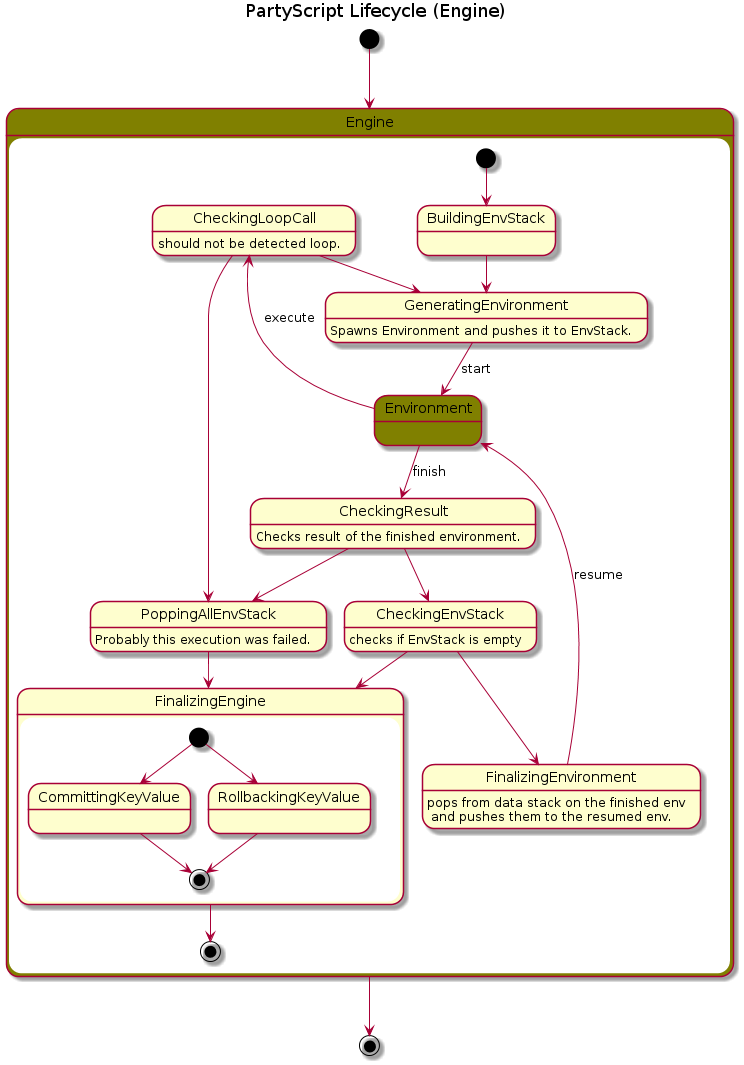 PartyScript Lifecycle (Engine)
Engine
CheckingLoopCall
should not be detected loop.
BuildingEnvStack
GeneratingEnvironment
Spawns Environment and pushes it to EnvStack.
execute
start
Environment
finish
CheckingResult
Checks result of the finished environment.
resume
PoppingAllEnvStack
Probably this execution was failed.
CheckingEnvStack
checks if EnvStack is empty
FinalizingEngine
CommittingKeyValue
RollbackingKeyValue
FinalizingEnvironment
pops from data stack on the finished env
and pushes them to the resumed env.